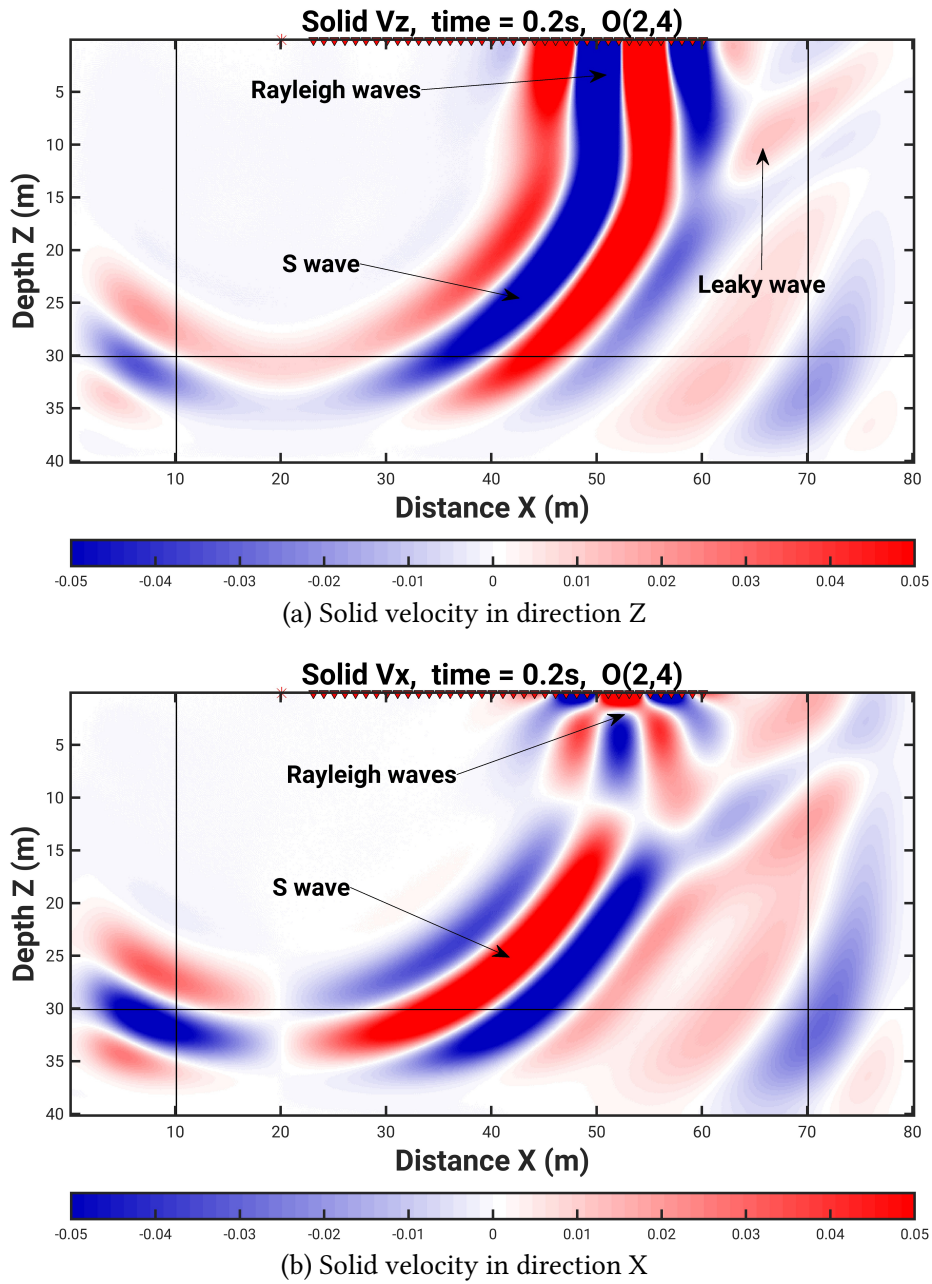 Solid Vz,  time = 0.2s,  O(2,4)
Rayleigh waves
S wave
Leaky wave
Depth Z (m)
5
10
15
20
25
30
35
40
10 20 30 40 50 60 70 80
Distance X (m)
-0.05 -0.04 -0.03 -0.02 -0.01 0 0.01 0.02 0.03 0.04 0.05
(a) Solid velocity in direction Z
Solid Vx,  time = 0.2s,  O(2,4)
Rayleigh waves
S wave
Depth Z (m)
5
10
15
20
25
30
35
40
10 20 30 40 50 60 70 80
Distance X (m)
-0.05 -0.04 -0.03 -0.02 -0.01 0 0.01 0.02 0.03 0.04 0.05
(b) Solid velocity in direction X